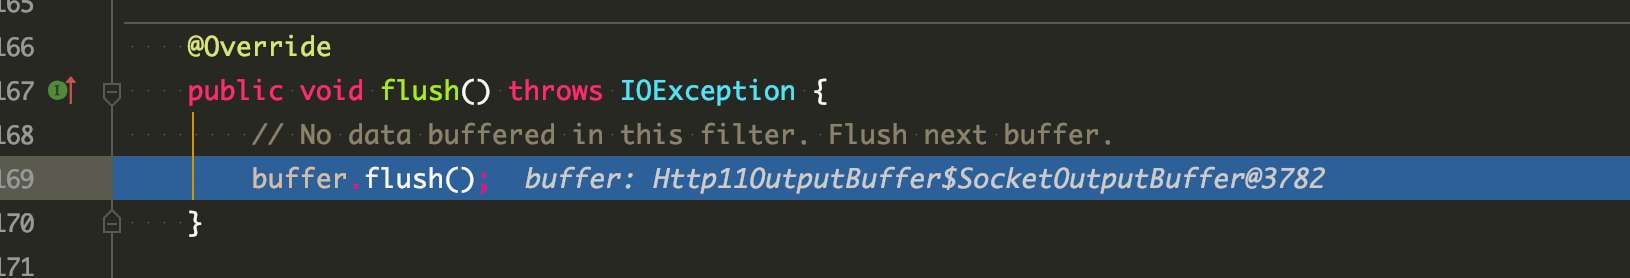 165
166 @Override
167 I public void flush() throws IOException {
168 // No data buffered in this filter. Flush next buffer.
169 buffer.flush(); buffer: Http11OutputBuffer$SocketOutputBuffer@3782
170 }
171